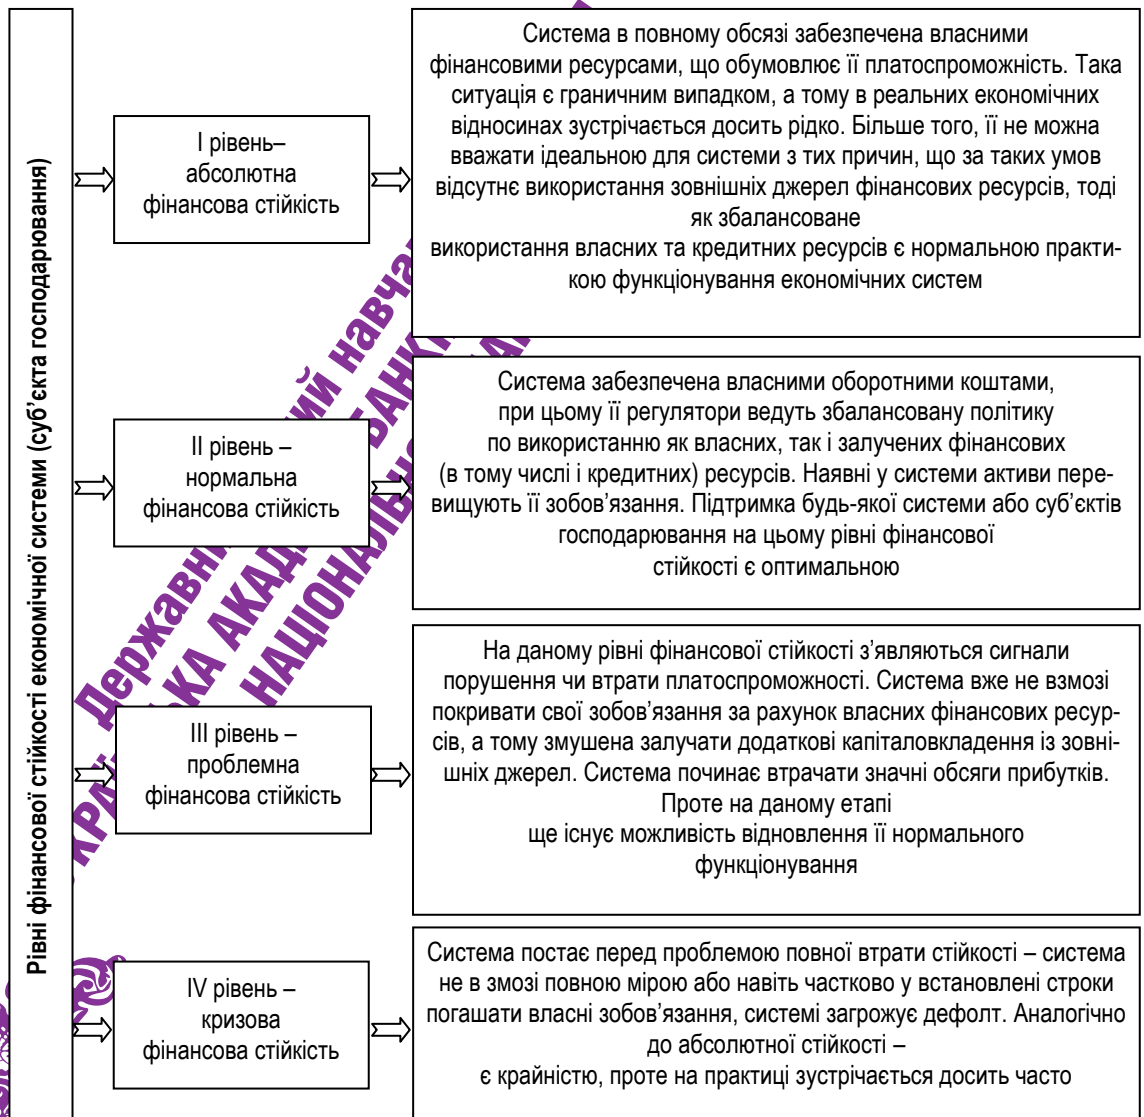 Рівні фінансової стійкості економічної системи (суб’єкта господарювання)
І рівень–
абсолютна
фінансова стійкість
Система в повному обсязі забезпечена власними
фінансовими ресурсами, що обумовлює її платоспроможність. Така
ситуація є граничним випадком, а тому в реальних економічних
відносинах зустрічається досить рідко. Більше того, її не можна
вважати ідеальною для системи з тих причин, що за таких умов
відсутнє використання зовнішніх джерел фінансових ресурсів, тоді
як збалансоване
використання власних та кредитних ресурсів є нормальною практи-
кою функціонування економічних систем
ІІ рівень –
нормальна
фінансова стійкість
Система забезпечена власними оборотними коштами,
при цьому її регулятори ведуть збалансовану політику
по використанню як власних, так і залучених фінансових
(в тому числі і кредитних) ресурсів. Наявні у системи активи пере-
вищують її зобов’язання. Підтримка будь-якої системи або суб’єктів
господарювання на цьому рівні фінансової
стійкості є оптимальною
ІІІ рівень –
проблемна
фінансова стійкість
На даному рівні фінансової стійкості з’являються сигнали
порушення чи втрати платоспроможності. Система вже не взмозі
покривати свої зобов’язання за рахунок власних фінансових ресур-
сів, а тому змушена залучати додаткові капіталовкладення із зовні-
шніх джерел. Система починає втрачати значні обсяги прибутків.
Проте на даному етапі
ще існує можливість відновлення її нормального
функціонування
IV рівень –
кризова
фінансова стійкість
Система постає перед проблемою повної втрати стійкості – система
не в змозі повною мірою або навіть частково у встановлені строки
погашати власні зобов’язання, системі загрожує дефолт. Аналогічно
до абсолютної стійкості –
є крайністю, проте на практиці зустрічається досить часто